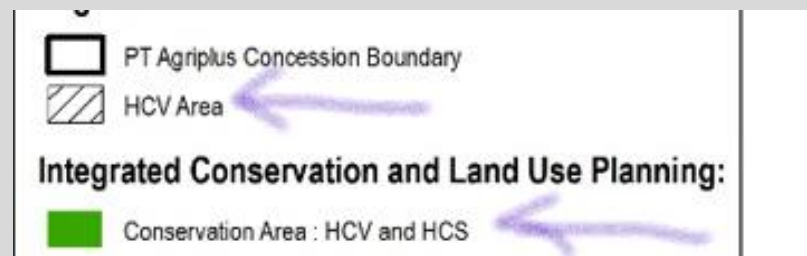 PT Agriplus Concession Boundary
HCV Area
Integrated Conservation and Land Use Planning:
Conservation Area : HCV and HCS